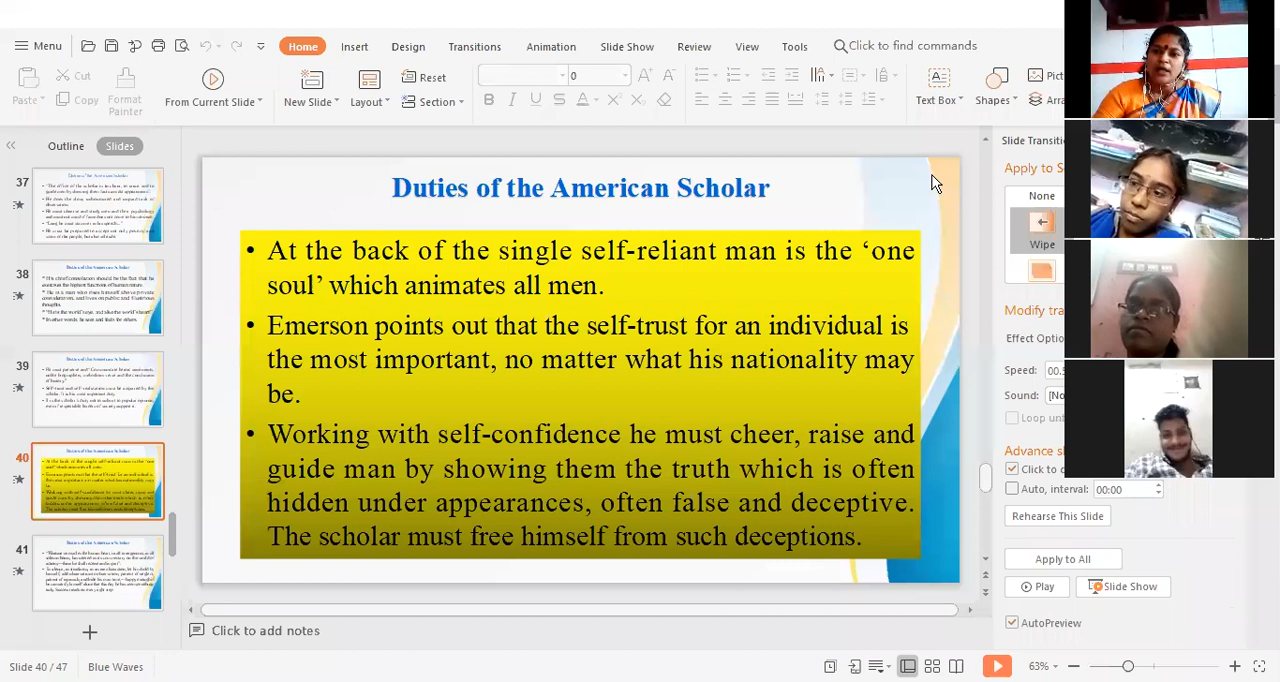 Menu Home Insert Design Transitions Animation Slide Show Review View Tools Click to find commands
Paste Cut Copy Format Painter From Current Slide New Slide Layout Reset Section 0 B I U S A Text Box Shapes
Outline Slides
Slide Transiti
Apply to S
None
Wipe
Modify tra
Effect Optio
Speed: 00.
Sound: [No
Loop unt
Advance s
Click to
Auto, interval: 00:00
Rehearse This Slide
Apply to All
Play Slide Show
AutoPreview
37
38
39
40
41
Duties of the American Scholar
• At the back of the single self-reliant man is the ‘one
soul’ which animates all men.
• Emerson points out that the self-trust for an individual is
the most important, no matter what his nationality may
be.
• Working with self-confidence he must cheer, raise and
guide man by showing them the truth which is often
hidden under appearances, often false and deceptive.
The scholar must free himself from such deceptions.
Click to add notes
Slide 40 / 47 Blue Waves 63%